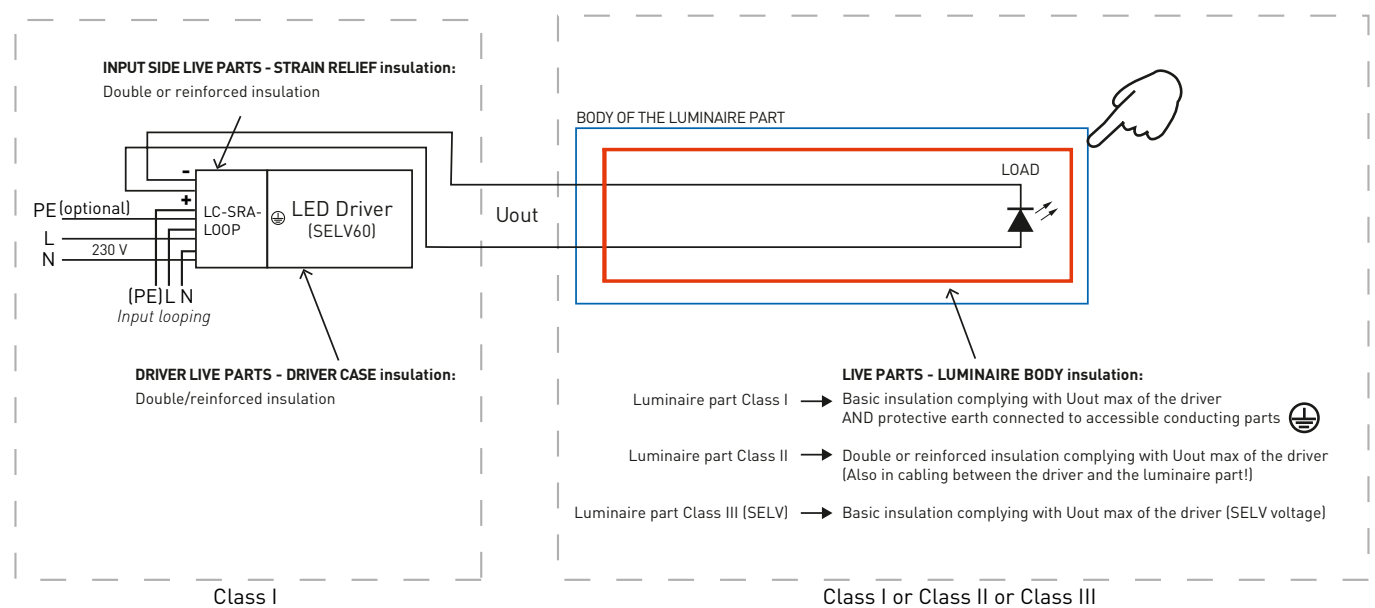 INPUT SIDE LIVE PARTS - STRAIN RELIEF insulation:
Double or reinforced insulation
-
+
PE(optional)
L
230 V
N
LC-SRA-
LOOP
LED Driver
(SELV60)
(PE)L N
Input looping
DRIVER LIVE PARTS - DRIVER CASE insulation:
Double/reinforced insulation
Class I
Uout
BODY OF THE LUMINAIRE PART
LOAD
LIVE PARTS - LUMINAIRE BODY insulation:
Luminaire part Class I
Basic insulation complying with Uout max of the driver
AND protective earth connected to accessible conducting parts
Luminaire part Class II
Double or reinforced insulation complying with Uout max of the driver
(Also in cabling between the driver and the luminaire part!)
Luminaire part Class III (SELV)
Basic insulation complying with Uout max of the driver (SELV voltage)
Class I or Class II or Class III